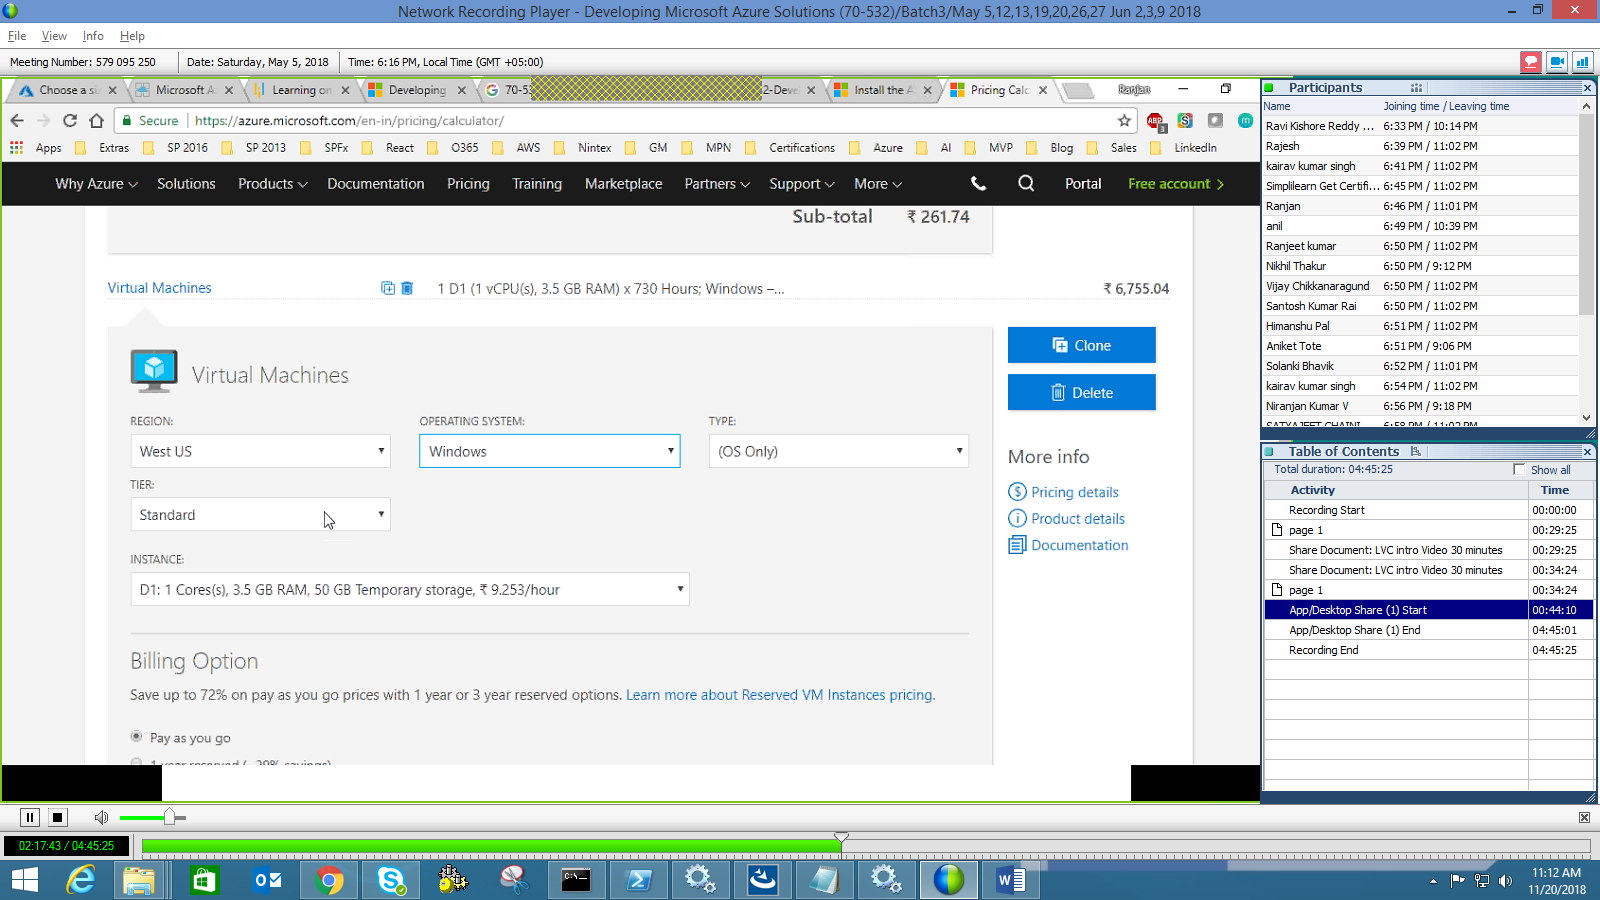 Network Recording Player - Developing Microsoft Azure Solutions (70-532)/Batch3/May 5,12,13,19,20,26,27 Jun 2,3,9 2018
File View Info Help
Meeting Number: 579 095 250 Date: Saturday, May 5, 2018 Time: 6:16 PM, Local Time (GMT +05:00)
Choose a su Microsoft A Learning on Developing 70-53 2-Deve Install the A Pricing Calc Ranjan
Secure https://azure.microsoft.com/en-in/pricing/calculator/
Apps Extras SP 2016 SP 2013 SPFx React O365 AWS Nintex GM MPN Certifications Azure AI MVP Blog Sales LinkedIn
Why Azure Solutions Products Documentation Pricing Training Marketplace Partners Support More Portal Free account
Sub-total ₹ 261.74
Virtual Machines 1 D1 (1 vCPU(s), 3.5 GB RAM) x 730 Hours; Windows –... ₹ 6,755.04
Virtual Machines
REGION: OPERATING SYSTEM: TYPE:
West US Windows (OS Only)
TIER:
Standard
INSTANCE:
D1: 1 Cores(s), 3.5 GB RAM, 50 GB Temporary storage, ₹ 9.253/hour
Billing Option
Save up to 72% on pay as you go prices with 1 year or 3 year reserved options. Learn more about Reserved VM Instances pricing.
Pay as you go
1 year reserved (~29% savings)
Clone
Delete
More info
Pricing details
Product details
Documentation
Participants
Name Joining time / Leaving time
Ravi Kishore Reddy ... 6:33 PM / 10:14 PM
Rajesh 6:39 PM / 11:02 PM
kairav kumar singh 6:41 PM / 11:02 PM
Simplilearn Get Certifi... 6:45 PM / 11:02 PM
Ranjan 6:46 PM / 11:01 PM
anil 6:49 PM / 10:39 PM
Ranjeet kumar 6:50 PM / 11:02 PM
Nikhil Thakur 6:50 PM / 9:12 PM
Vijay Chikkanaragund 6:50 PM / 11:02 PM
Santosh Kumar Rai 6:50 PM / 11:02 PM
Himanshu Pal 6:51 PM / 11:02 PM
Aniket Tote 6:51 PM / 9:06 PM
Solanki Bhavik 6:52 PM / 11:01 PM
kairav kumar singh 6:54 PM / 11:02 PM
Niranjan Kumar V 6:56 PM / 9:18 PM
SATYAJEET CHAINI 6:58 PM / 11:02 PM
Table of Contents
Total duration: 04:45:25 Show all
Activity Time
Recording Start 00:00:00
page 1 00:29:25
Share Document: LVC intro Video 30 minutes 00:29:25
Share Document: LVC intro Video 30 minutes 00:34:24
page 1 00:34:24
App/Desktop Share (1) Start 00:44:10
App/Desktop Share (1) End 04:45:01
Recording End 04:45:25
02:17:43 / 04:45:25
11:12 AM
11/20/2018